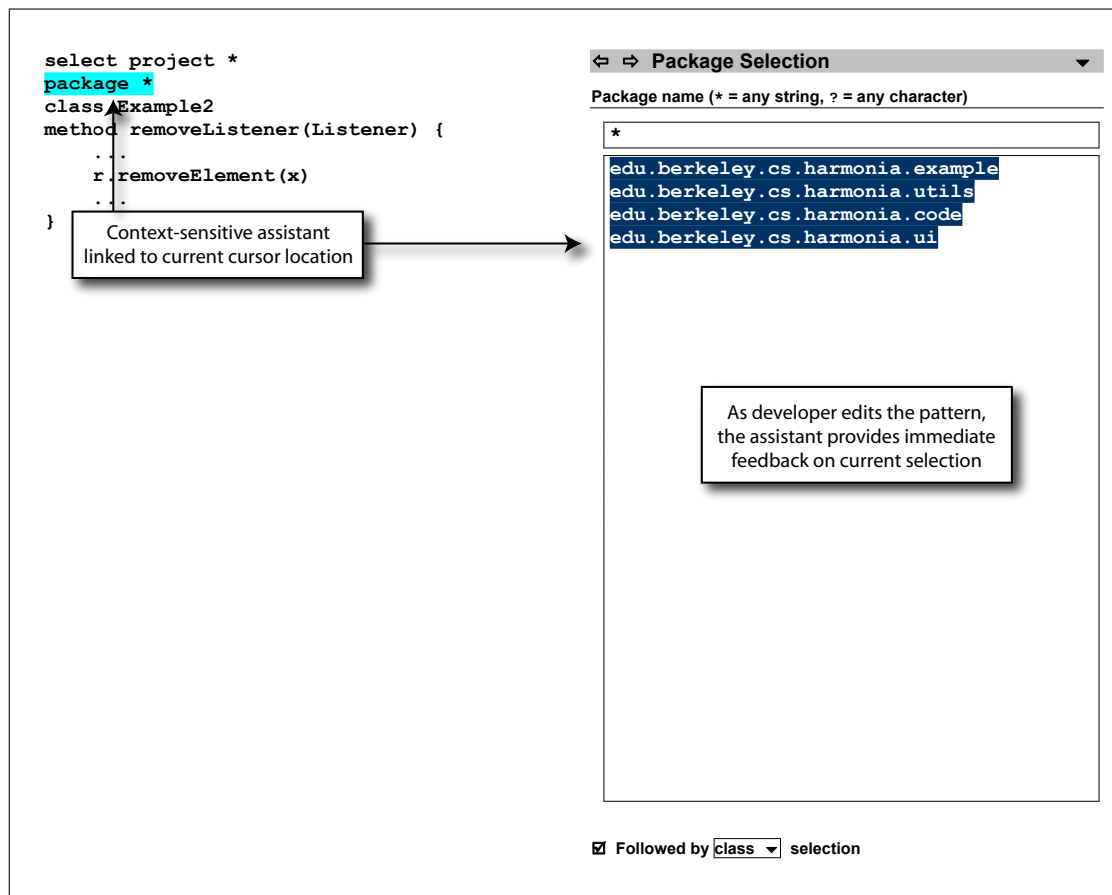 select project *
package *
class Example2
method removeListener(Listener) {
...
r.removeElement(x)
...
}
Context-sensitive assistant
linked to current cursor location
⇦ ⇨ Package Selection
Package name (* = any string, ? = any character)
*
edu.berkeley.cs.harmonia.example
edu.berkeley.cs.harmonia.utils
edu.berkeley.cs.harmonia.code
edu.berkeley.cs.harmonia.ui
As developer edits the pattern,
the assistant provides immediate
feedback on current selection
Followed by class selection